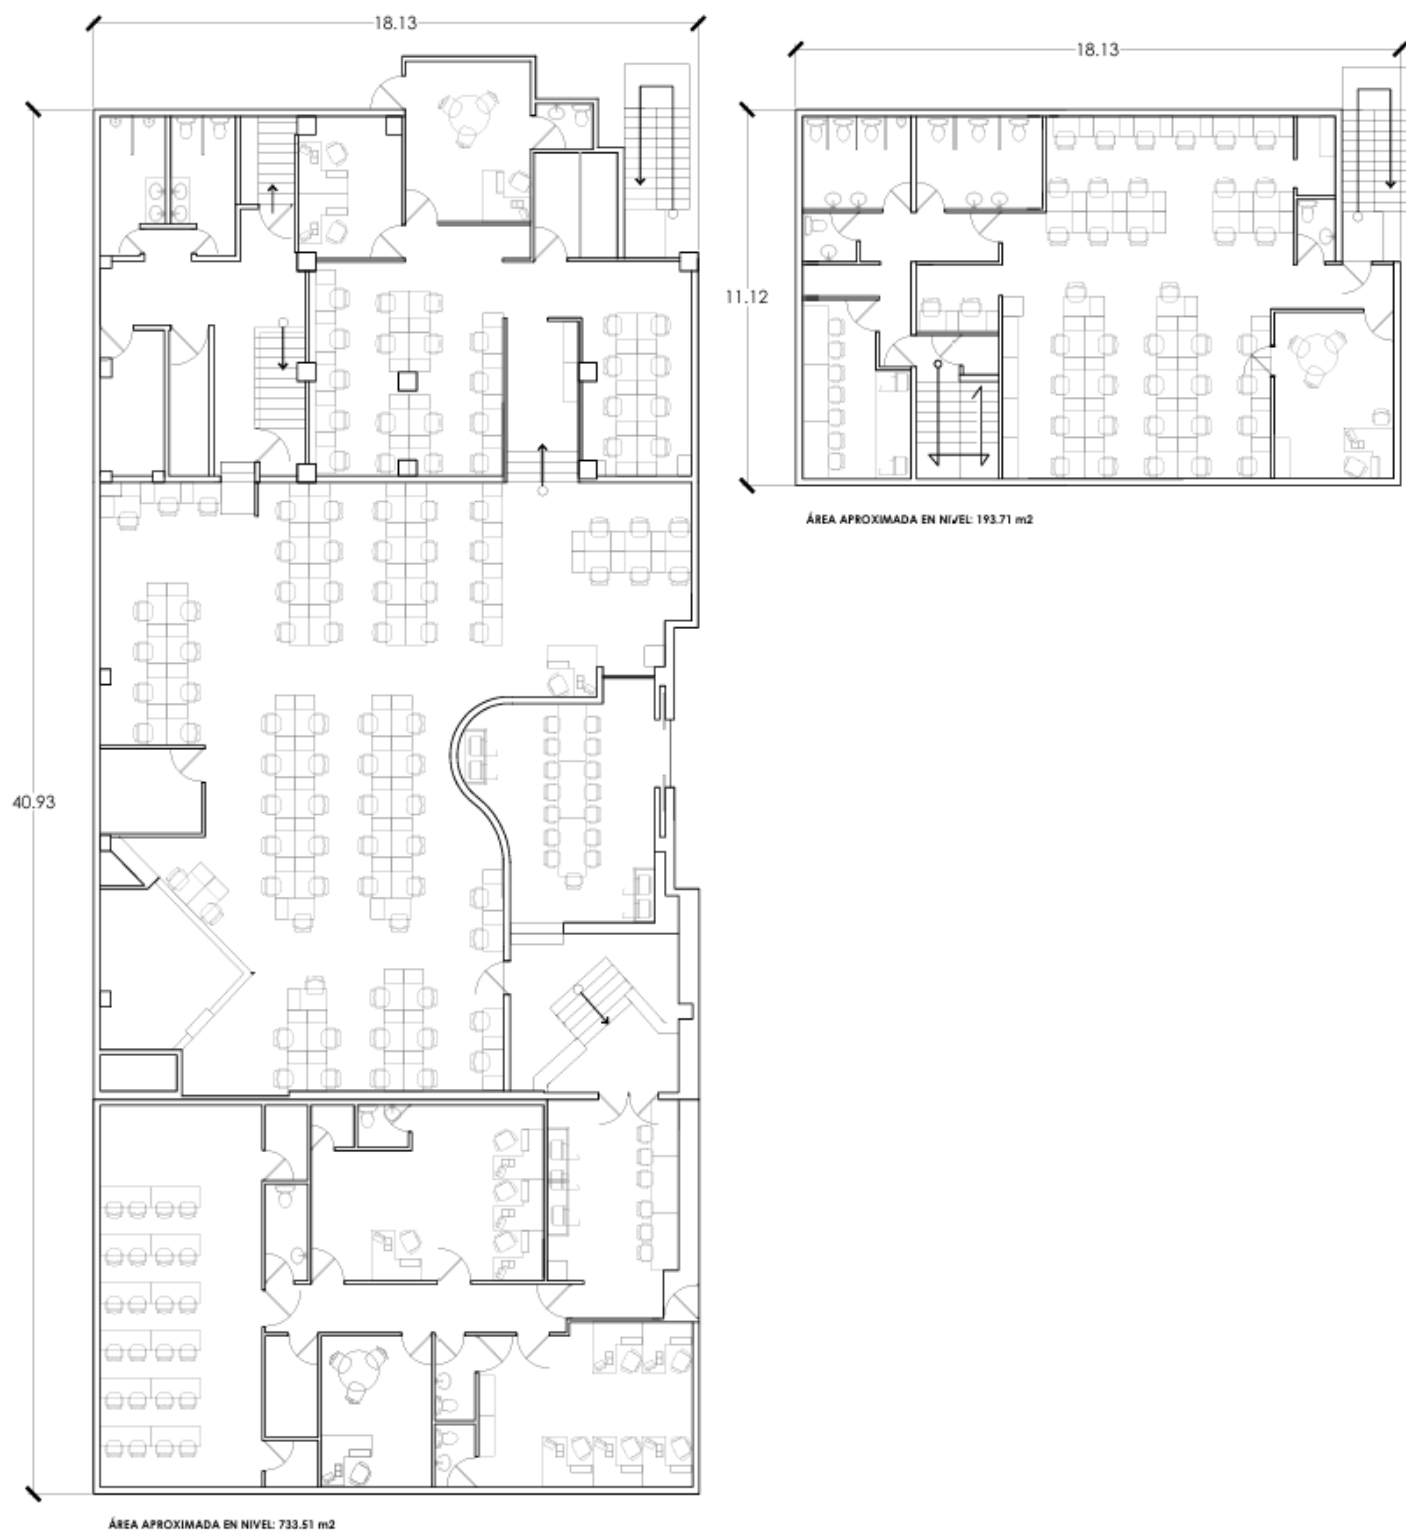 18.13
18.13
11.12
ÁREA APROXIMADA EN NIVEL: 193.71 m2
40.93
ÁREA APROXIMADA EN NIVEL: 733.51 m2